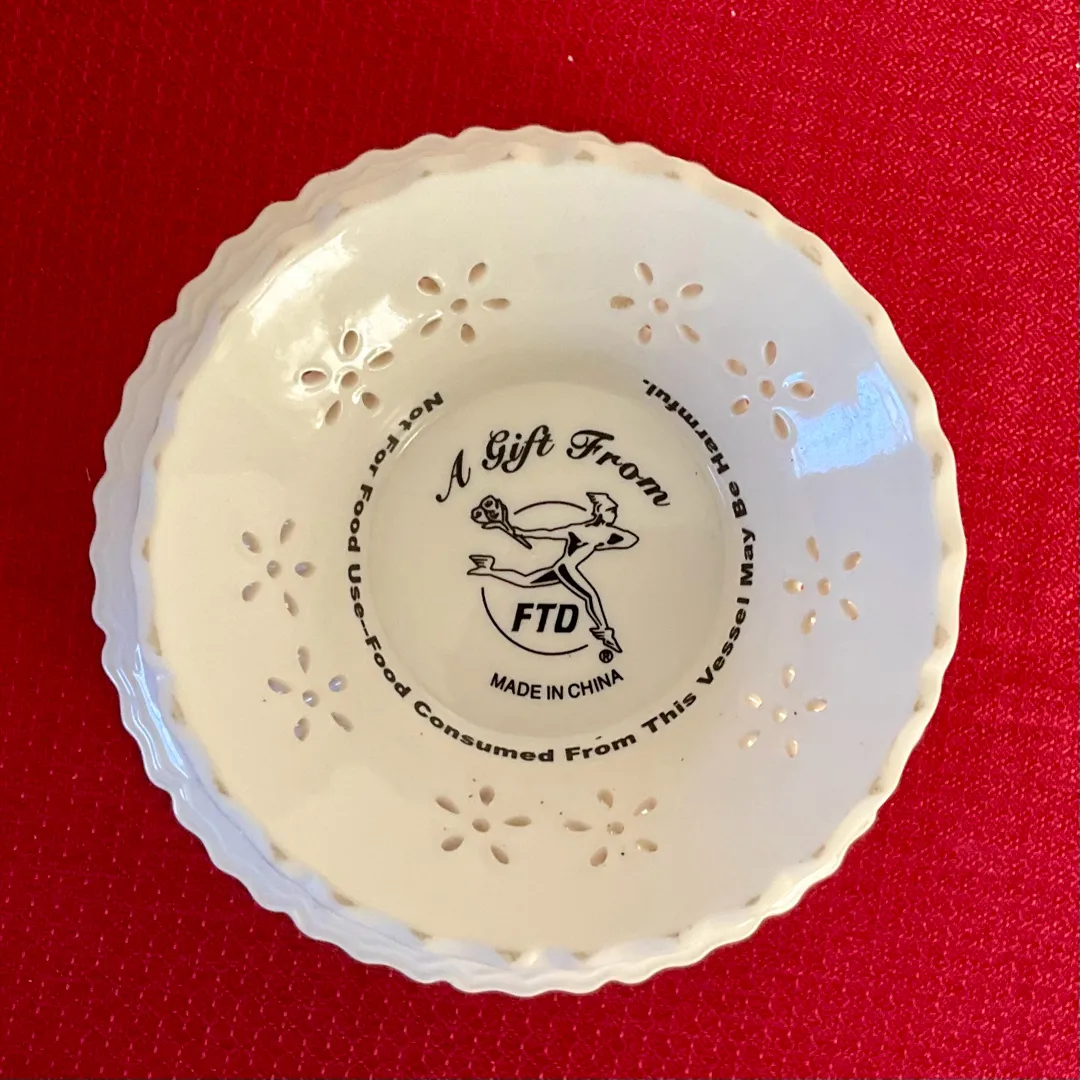 A Gift From
FTD
®
MADE IN CHINA
Not For Food Use—Food Consumed From This Vessel May Be Harmful.